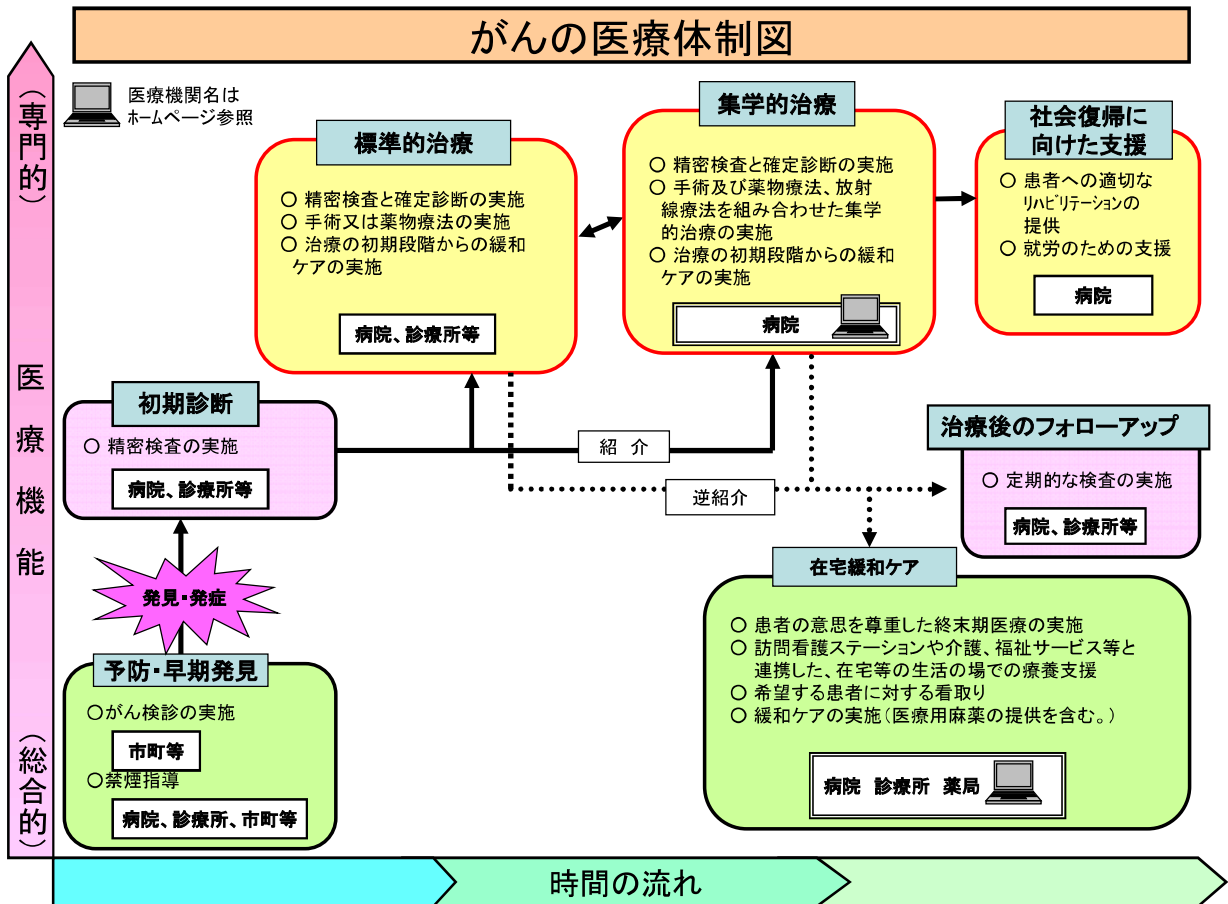 がんの医療体制図
医療機関名は
ホームページ参照
(専門的)
医療機能
(総合的)
標準的治療
○ 精密検査と確定診断の実施
○ 手術又は薬物療法の実施
○ 治療の初期段階からの緩和
ケアの実施
病院、診療所等
集学的治療
○ 精密検査と確定診断の実施
○ 手術及び薬物療法、放射
線療法を組み合わせた集学
的治療の実施
○ 治療の初期段階からの緩和
ケアの実施
病院
社会復帰に
向けた支援
○ 患者への適切な
ﾘﾊﾋﾞﾘテーションの
提供
○ 就労のための支援
病院
初期診断
○ 精密検査の実施
病院、診療所等
紹 介
逆紹介
治療後のフォローアップ
○ 定期的な検査の実施
病院、診療所等
発見・発症
予防・早期発見
○がん検診の実施
市町等
○禁煙指導
病院、診療所、市町等
在宅緩和ケア
○ 患者の意思を尊重した終末期医療の実施
○ 訪問看護ステーションや介護、福祉サービス等と
連携した、在宅等の生活の場での療養支援
○ 希望する患者に対する看取り
○ 緩和ケアの実施(医療用麻薬の提供を含む。)
病院 診療所 薬局
時間の流れ